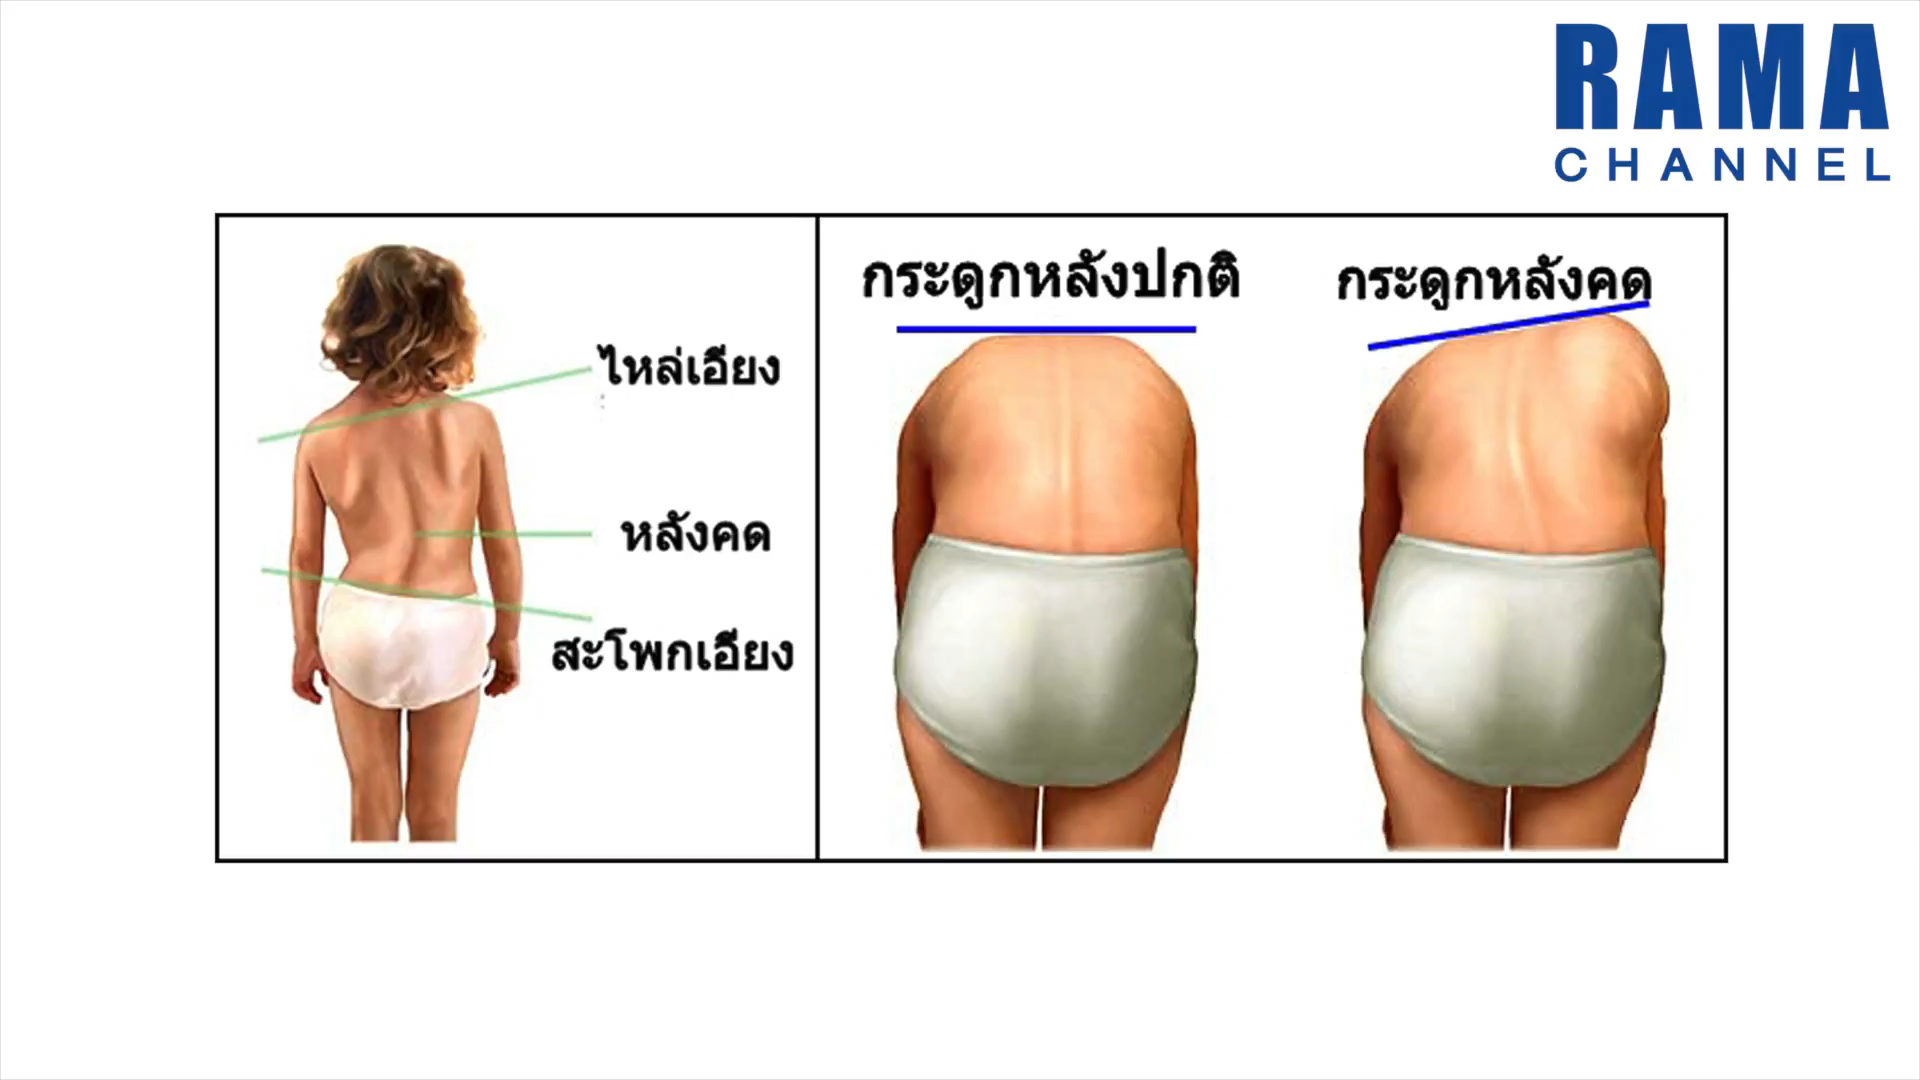 RAMA
CHANNEL
ไหล่เอียง
หลังคด
สะโพกเอียง
กระดูกหลังปกติ
กระดูกหลังคด